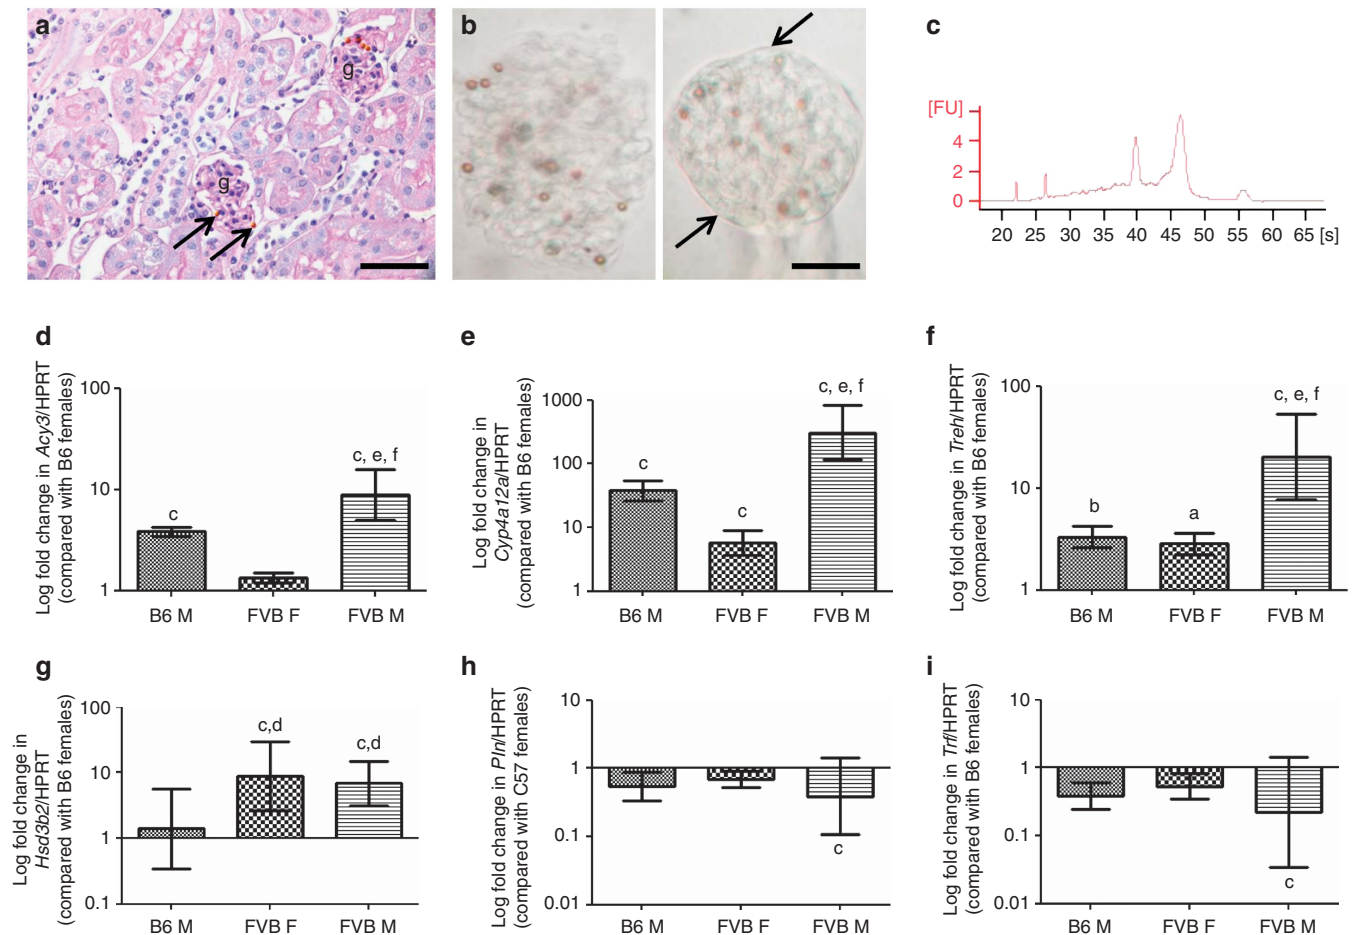 a
g
g
b
c
[FU]
4
2
0
20 25 30 35 40 45 50 55 60 65 [s]
d
Log fold change in Acy3/HPRT
(compared with B6 females)
100
10
1
c
c, e, f
B6 M FVB F FVB M
e
Log fold change in
Cyp4a12a/HPRT
(compared with B6 females)
1000
100
10
1
c
c
c, e, f
B6 M FVB F FVB M
f
Log fold change in Treh/HPRT
(compared with B6 females)
100
10
1
b
a
c, e, f
B6 M FVB F FVB M
g
Log fold change in
Hsd3b2/HPRT
(compared with B6 females)
100
10
1
0.1
c,d
c,d
B6 M FVB F FVB M
h
Log fold change in Pln/HPRT
(compared with C57 females)
10
1
0.1
0.01
c
B6 M FVB F FVB M
i
Log fold change in Trf/HPRT
(compared with B6 females)
10
1
0.1
0.01
c
B6 M FVB F FVB M